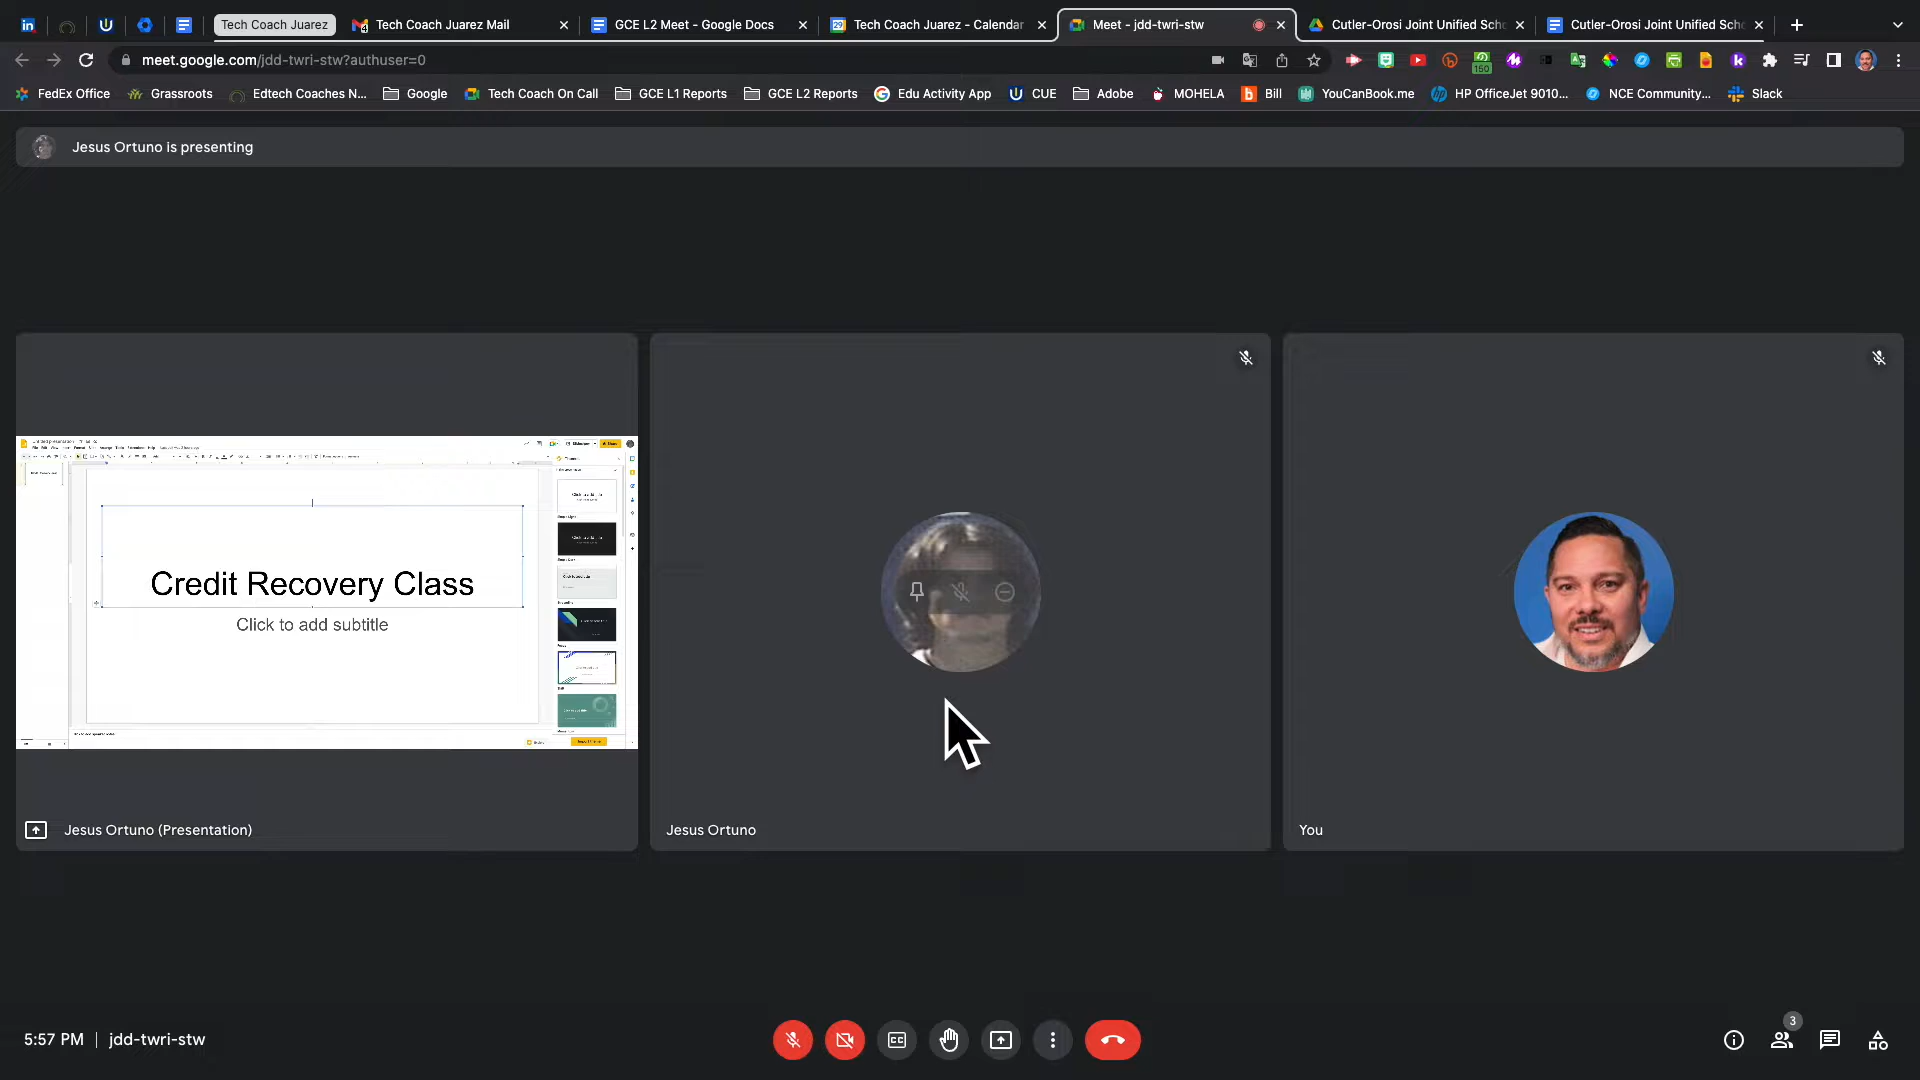 Tech Coach Juarez
Tech Coach Juarez Mail
GCE L2 Meet - Google Docs
Tech Coach Juarez - Calendar
Meet - jdd-twri-stw
Cutler-Orosi Joint Unified Sch
Cutler-Orosi Joint Unified Sch
meet.google.com/jdd-twri-stw?authuser=0
150
FedEx Office
Grassroots
Edtech Coaches N...
Google
Tech Coach On Call
GCE L1 Reports
GCE L2 Reports
Edu Activity App
CUE
Adobe
MOHELA
Bill
YouCanBook.me
HP OfficeJet 9010...
NCE Community...
Slack
Jesus Ortuno is presenting
Untitled presentation
Credit Recovery Class
Click to add subtitle
Jesus Ortuno (Presentation)
Jesus Ortuno
You
5:57 PM | jdd-twri-stw
3